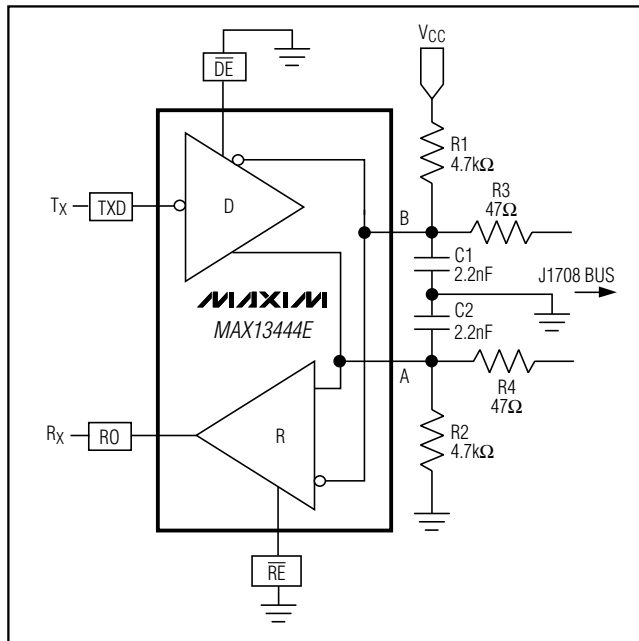 DE
VCC
R1
4.7kΩ
R3
47Ω
TX
TXD
D
B
C1
2.2nF
J1708 BUS
MAXIM
MAX13444E
C2
2.2nF
A
R4
47Ω
RX
RO
R
R2
4.7kΩ
RE